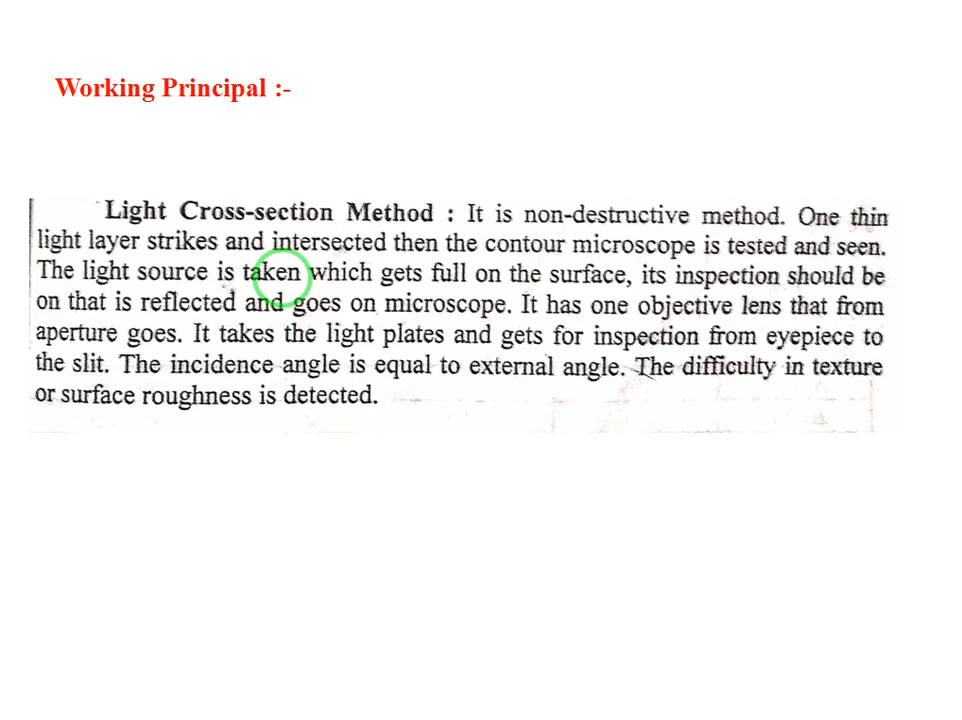 Working Principal :-
Light Cross-section Method : It is non-destructive method. One thin
light layer strikes and intersected then the contour microscope is tested and seen.
The light source is taken which gets full on the surface, its inspection should be
on that is reflected and goes on microscope. It has one objective lens that from
aperture goes. It takes the light plates and gets for inspection from eyepiece to
the slit. The incidence angle is equal to external angle. The difficulty in texture
or surface roughness is detected.